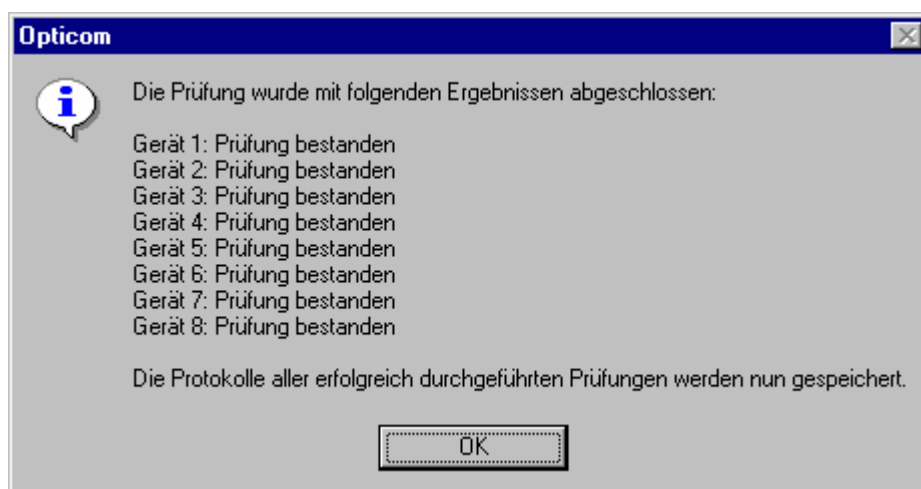 Opticom
Die Prüfung wurde mit folgenden Ergebnissen abgeschlossen:
Gerät 1: Prüfung bestanden
Gerät 2: Prüfung bestanden
Gerät 3: Prüfung bestanden
Gerät 4: Prüfung bestanden
Gerät 5: Prüfung bestanden
Gerät 6: Prüfung bestanden
Gerät 7: Prüfung bestanden
Gerät 8: Prüfung bestanden
Die Protokolle aller erfolgreich durchgeführten Prüfungen werden nun gespeichert.
OK